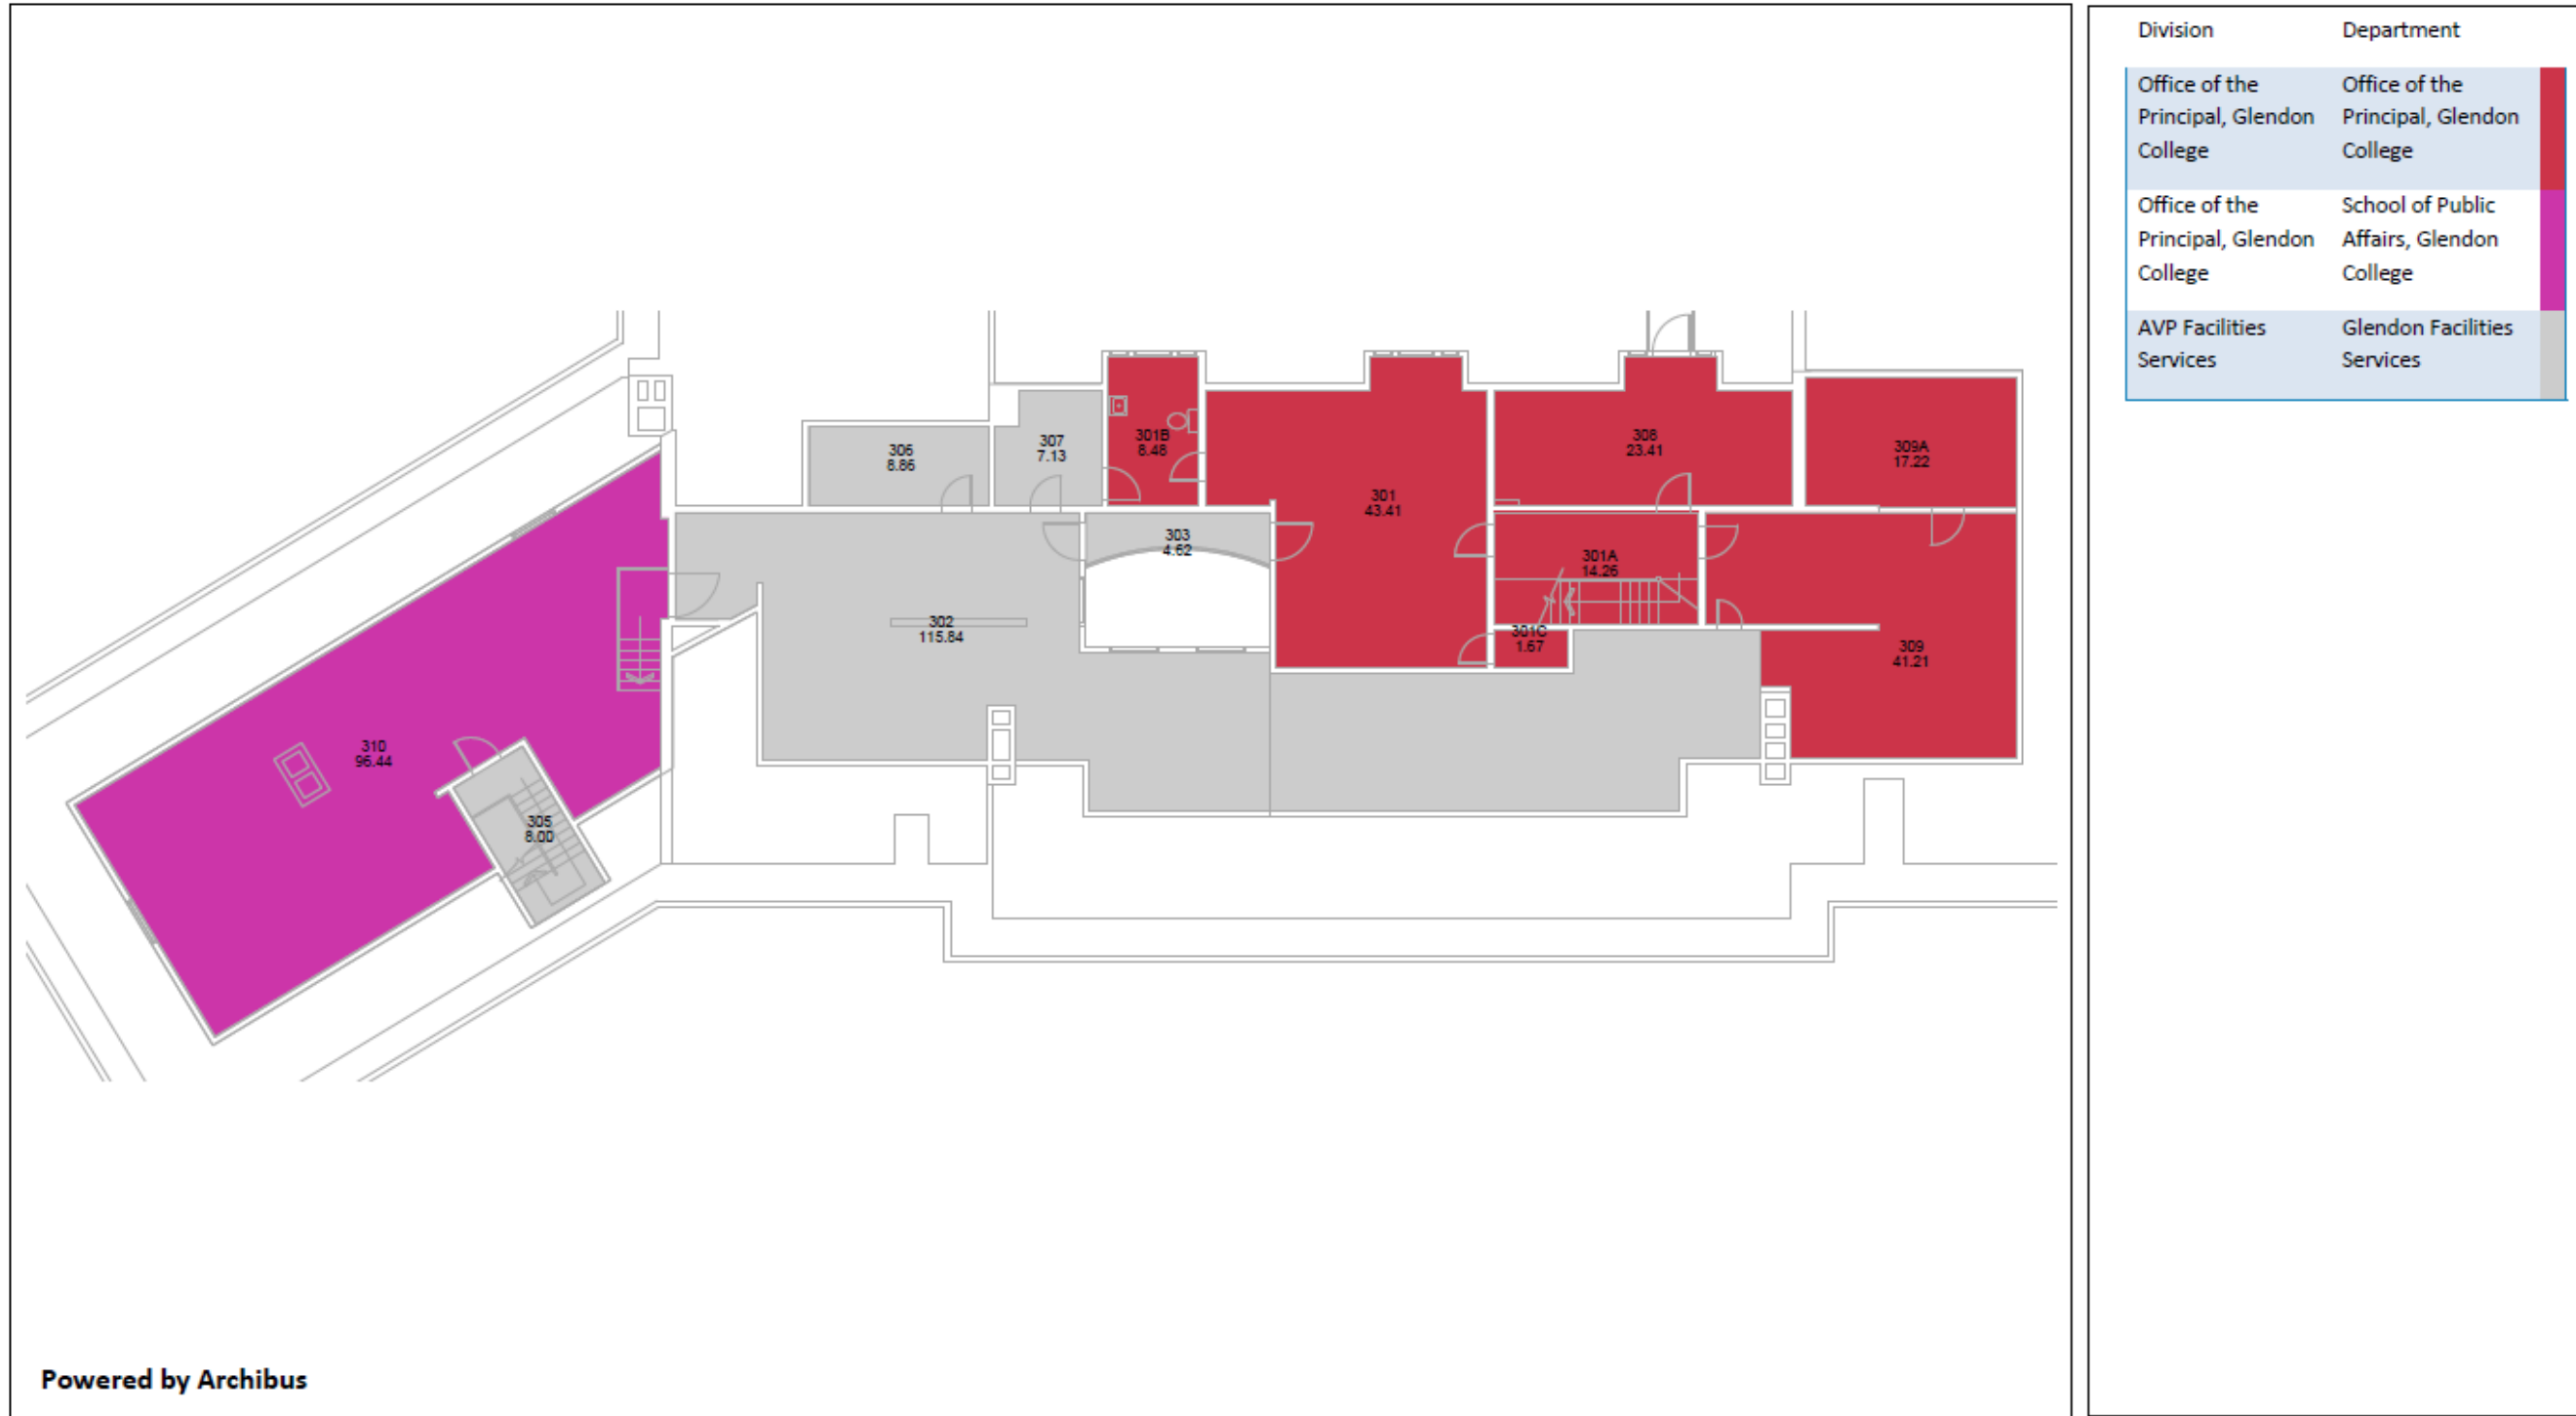 Division Department
Office of the Office of the
Principal, Glendon Principal, Glendon
College College
Office of the School of Public
Principal, Glendon Affairs, Glendon
College College
AVP Facilities Glendon Facilities
Services Services
306
8.86
307
7.13
301B
8.48
301
43.41
308
23.41
309A
17.22
303
4.62
301A
14.26
302
115.84
301C
1.67
309
41.21
310
96.44
305
8.00
Powered by Archibus